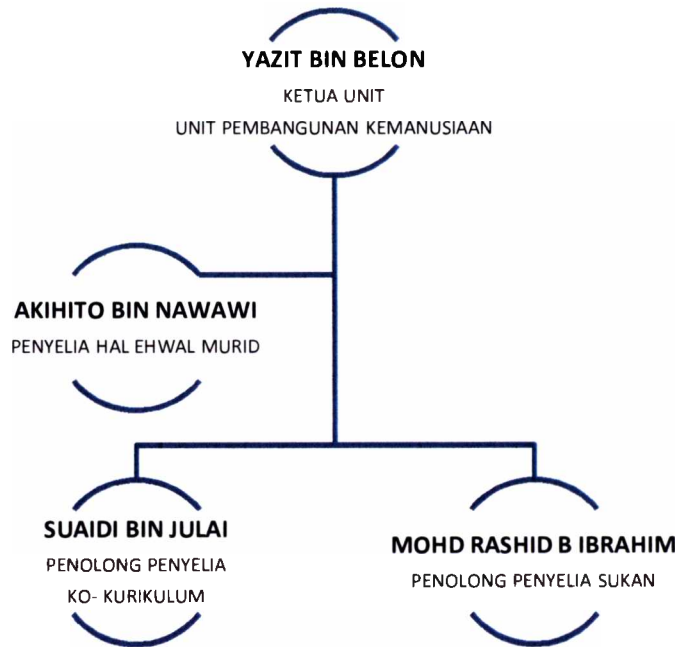 YAZIT BIN BELON
KETUA UNIT
UNIT PEMBANGUNAN KEMANUSIAAN
AKIHITO BIN NAWAWI
PENYELIA HAL EHWAL MURID
SUAIDI BIN JULAI
PENOLONG PENYELIA
KO- KURIKULUM
MOHD RASHID B IBRAHIM
PENOLONG PENYELIA SUKAN